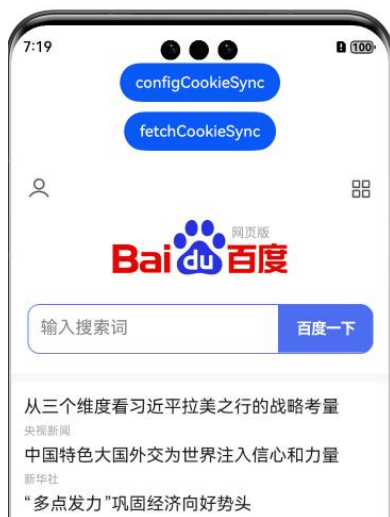 7:19
100
configCookieSync
fetchCookieSync
网页版
Bai du 百度
输入搜索词
百度一下
从三个维度看习近平拉美之行的战略考量
央视新闻
中国特色大国外交为世界注入信心和力量
新华社
“多点发力”巩固经济向好势头